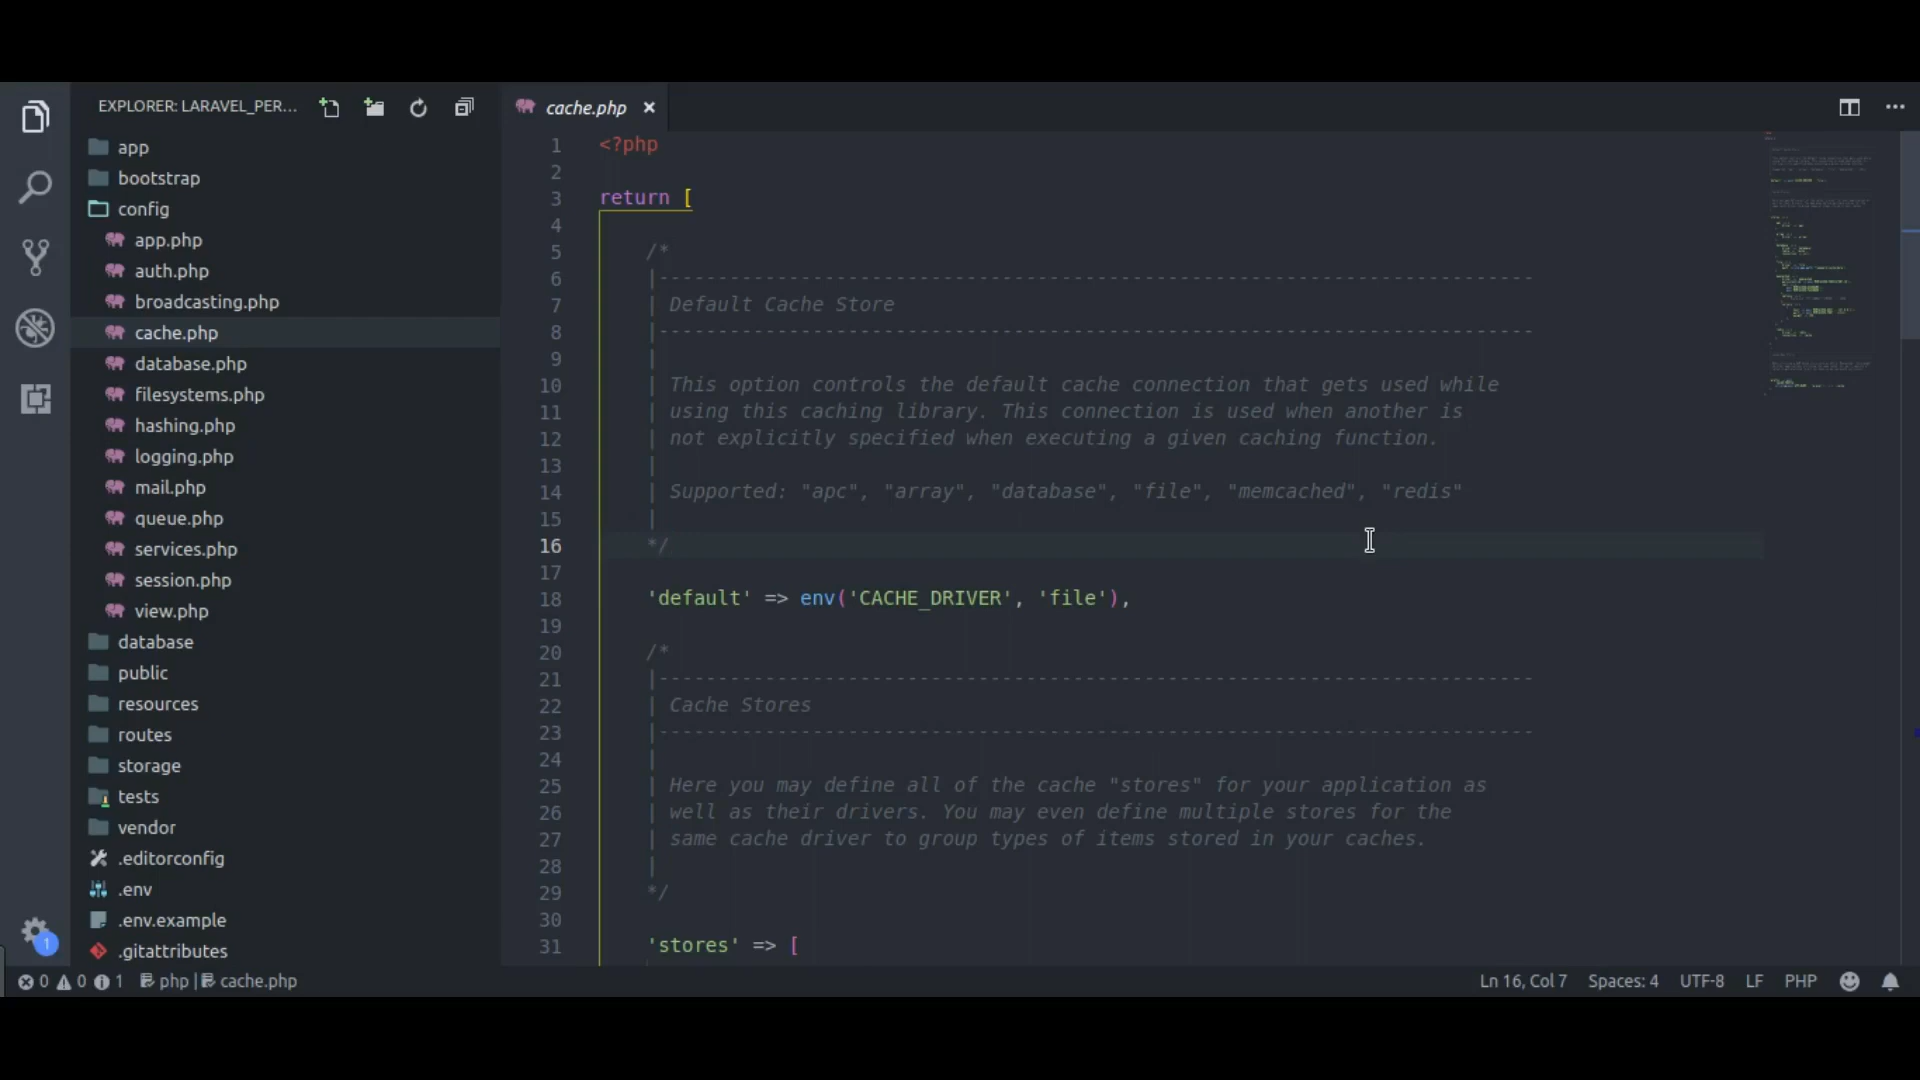 EXPLORER: LARAVEL_PER...
app
bootstrap
config
app.php
auth.php
broadcasting.php
cache.php
database.php
filesystems.php
hashing.php
logging.php
mail.php
queue.php
services.php
session.php
view.php
database
public
resources
routes
storage
tests
vendor
.editorconfig
.env
.env.example
.gitattributes
1
cache.php ×
1 <?php
2
3 return [
4
5 /*
6 |--------------------------------------------------------------------------
7 | Default Cache Store
8 |--------------------------------------------------------------------------
9 |
10 | This option controls the default cache connection that gets used while
11 | using this caching library. This connection is used when another is
12 | not explicitly specified when executing a given caching function.
13 |
14 | Supported: "apc", "array", "database", "file", "memcached", "redis"
15 |
16 */
17
18 'default' => env('CACHE_DRIVER', 'file'),
19
20 /*
21 |--------------------------------------------------------------------------
22 | Cache Stores
23 |--------------------------------------------------------------------------
24 |
25 | Here you may define all of the cache "stores" for your application as
26 | well as their drivers. You may even define multiple stores for the
27 | same cache driver to group types of items stored in your caches.
28 |
29 */
30
31 'stores' => [
0 0 1 php | cache.php Ln 16, Col 7 Spaces: 4 UTF-8 LF PHP